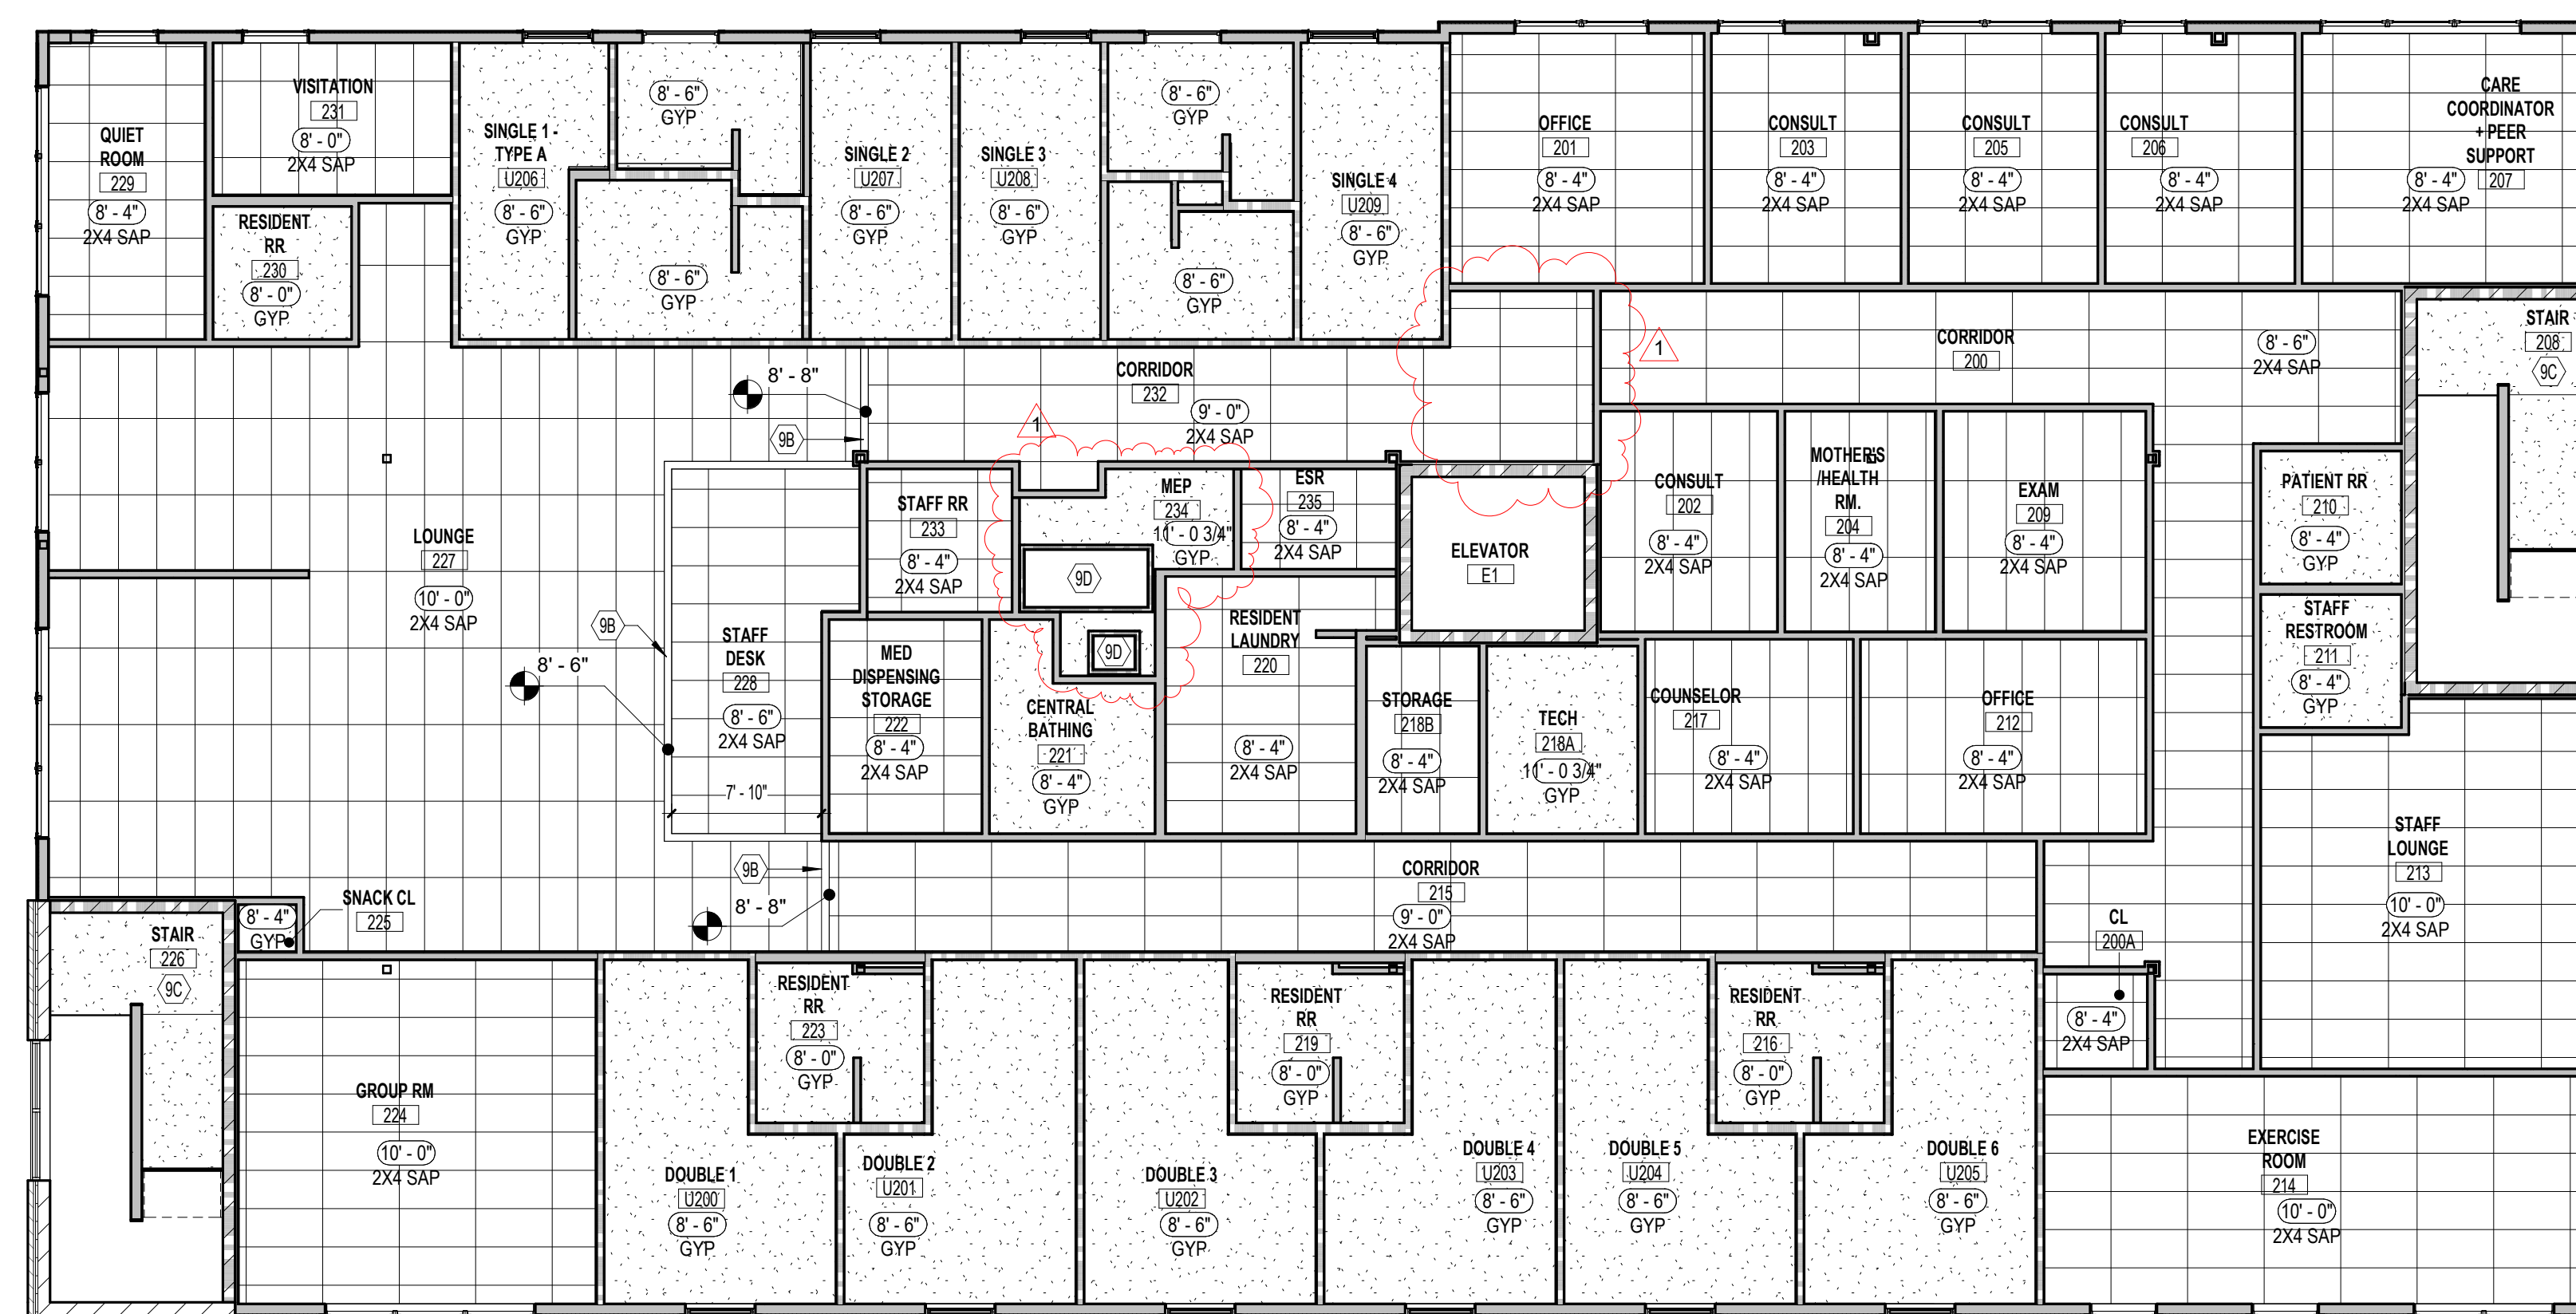 QUIET
ROOM
229
8' - 4"
2X4 SAP
VISITATION
231
8' - 0"
2X4 SAP
RESIDENT
RR
230
8' - 0"
GYP
SINGLE 1 -
TYPE A
U206
8' - 6"
GYP
8' - 6"
GYP
8' - 6"
GYP
SINGLE 2
U207
8' - 6"
GYP
SINGLE 3
U208
8' - 6"
GYP
8' - 6"
GYP
8' - 6"
GYP
SINGLE 4
U209
8' - 6"
GYP
OFFICE
201
8' - 4"
2X4 SAP
CONSULT
203
8' - 4"
2X4 SAP
CONSULT
205
8' - 4"
2X4 SAP
CONSULT
206
8' - 4"
2X4 SAP
CARE
COORDINATOR
+ PEER
SUPPORT
8' - 4" 207
2X4 SAP
8' - 8"
9B
CORRIDOR
232
9' - 0"
2X4 SAP
1
1
CORRIDOR
200
8' - 6"
2X4 SAP
STAIR
208
9C
LOUNGE
227
10' - 0"
2X4 SAP
9B
8' - 6"
STAFF
DESK
228
8' - 6"
2X4 SAP
7' - 10"
STAFF RR
233
8' - 4"
2X4 SAP
MEP
234
11' - 0 3/4"
GYP
9D
9D
ESR
235
8' - 4"
2X4 SAP
ELEVATOR
E1
CONSULT
202
8' - 4"
2X4 SAP
MOTHER'S
/HEALTH
RM.
204
8' - 4"
2X4 SAP
EXAM
209
8' - 4"
2X4 SAP
PATIENT RR
210
8' - 4"
GYP
STAFF
RESTROOM
211
8' - 4"
GYP
MED
DISPENSING
STORAGE
222
8' - 4"
2X4 SAP
CENTRAL
BATHING
221
8' - 4"
GYP
RESIDENT
LAUNDRY
220
8' - 4"
2X4 SAP
STORAGE
218B
8' - 4"
2X4 SAP
TECH
218A
11' - 0 3/4"
GYP
COUNSELOR
217
8' - 4"
2X4 SAP
OFFICE
212
8' - 4"
2X4 SAP
9B
8' - 8"
CORRIDOR
215
9' - 0"
2X4 SAP
STAFF
LOUNGE
213
10' - 0"
2X4 SAP
CL
200A
8' - 4"
2X4 SAP
8' - 4"
GYP
SNACK CL
225
STAIR
226
9C
GROUP RM
224
10' - 0"
2X4 SAP
DOUBLE 1
U200
8' - 6"
GYP
RESIDENT
RR
223
8' - 0"
GYP
DOUBLE 2
U201
8' - 6"
GYP
DOUBLE 3
U202
8' - 6"
GYP
RESIDENT
RR
219
8' - 0"
GYP
DOUBLE 4
U203
8' - 6"
GYP
DOUBLE 5
U204
8' - 6"
GYP
RESIDENT
RR
216
8' - 0"
GYP
DOUBLE 6
U205
8' - 6"
GYP
EXERCISE
ROOM
214
10' - 0"
2X4 SAP